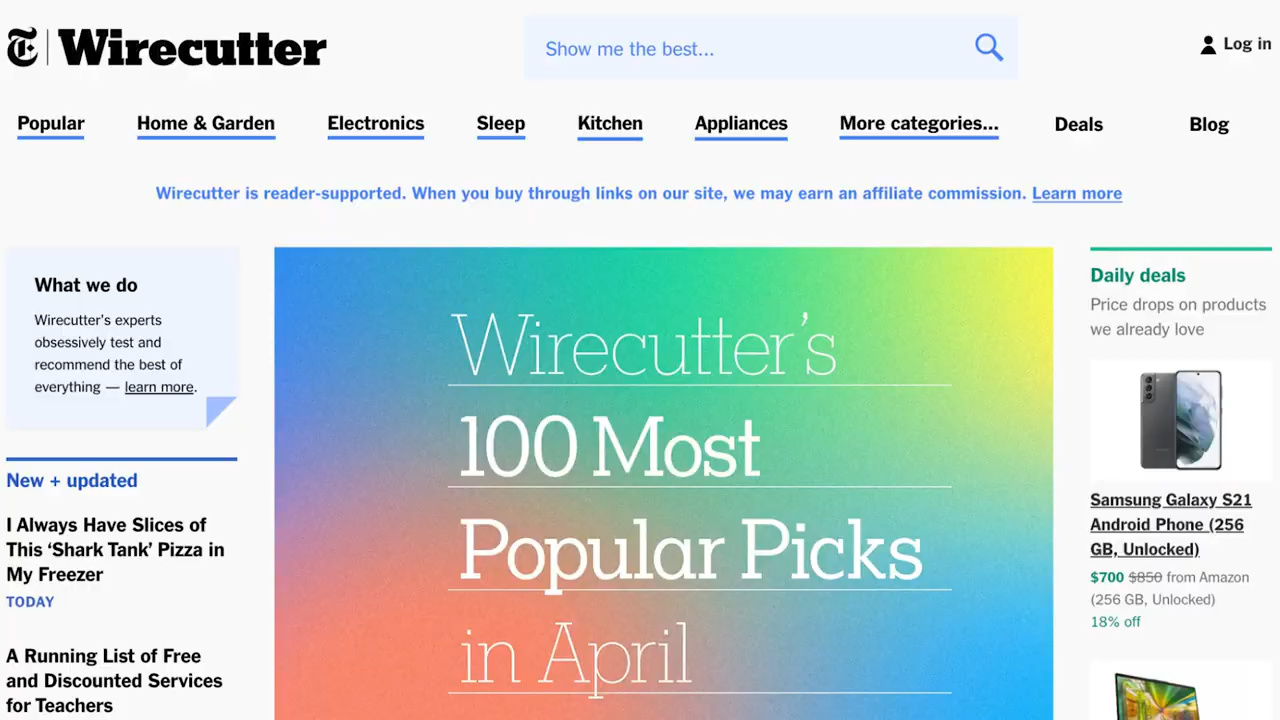 T Wirecutter
Show me the best...
Log in
Popular
Home & Garden
Electronics
Sleep
Kitchen
Appliances
More categories...
Deals
Blog
Wirecutter is reader-supported. When you buy through links on our site, we may earn an affiliate commission. Learn more
What we do
Wirecutter's experts
obsessively test and
recommend the best of
everything — learn more.
New + updated
I Always Have Slices of
This ‘Shark Tank’ Pizza in
My Freezer
TODAY
A Running List of Free
and Discounted Services
for Teachers
Wirecutter’s
100 Most
Popular Picks
in April
Daily deals
Price drops on products
we already love
Samsung Galaxy S21
Android Phone (256
GB, Unlocked)
$700 $850 from Amazon
(256 GB, Unlocked)
18% off